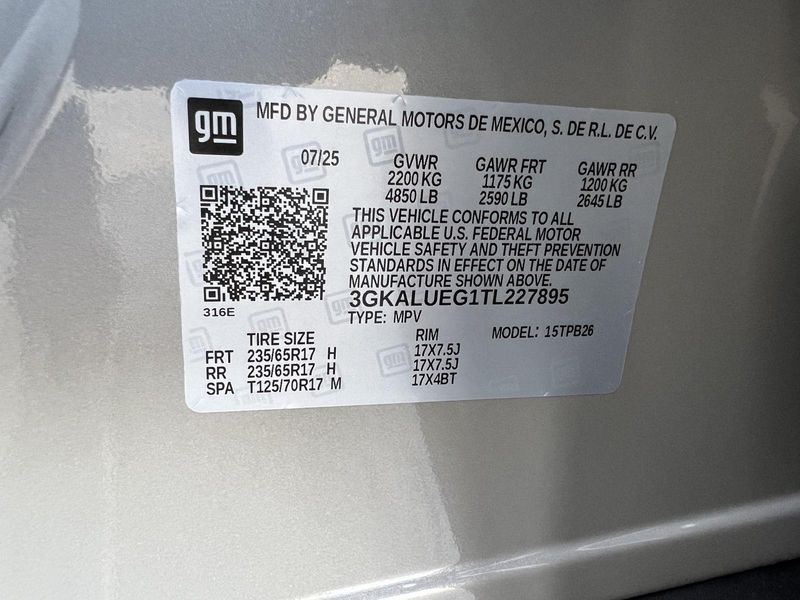 gm MFD BY GENERAL MOTORS DE MEXICO, S. DE R.L. DE C.V.
07/25 GVWR GAWR FRT GAWR RR
2200 KG 1175 KG 1200 KG
4850 LB 2590 LB 2645 LB
THIS VEHICLE CONFORMS TO ALL
APPLICABLE U.S. FEDERAL MOTOR
VEHICLE SAFETY AND THEFT PREVENTION
STANDARDS IN EFFECT ON THE DATE OF
MANUFACTURE SHOWN ABOVE.
316E 3GKALUEG1TL227895
TYPE: MPV MODEL: 15TPB26
TIRE SIZE RIM
FRT 235/65R17 H 17X7.5J
RR 235/65R17 H 17X7.5J
SPA T125/70R17 M 17X4BT